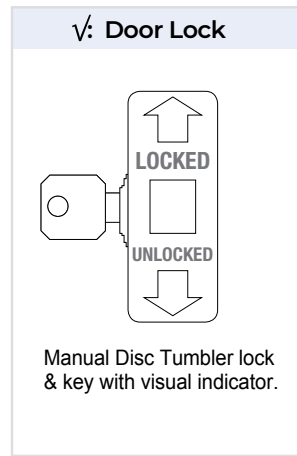 √: Door Lock
LOCKED
UNLOCKED
Manual Disc Tumbler lock
& key with visual indicator.